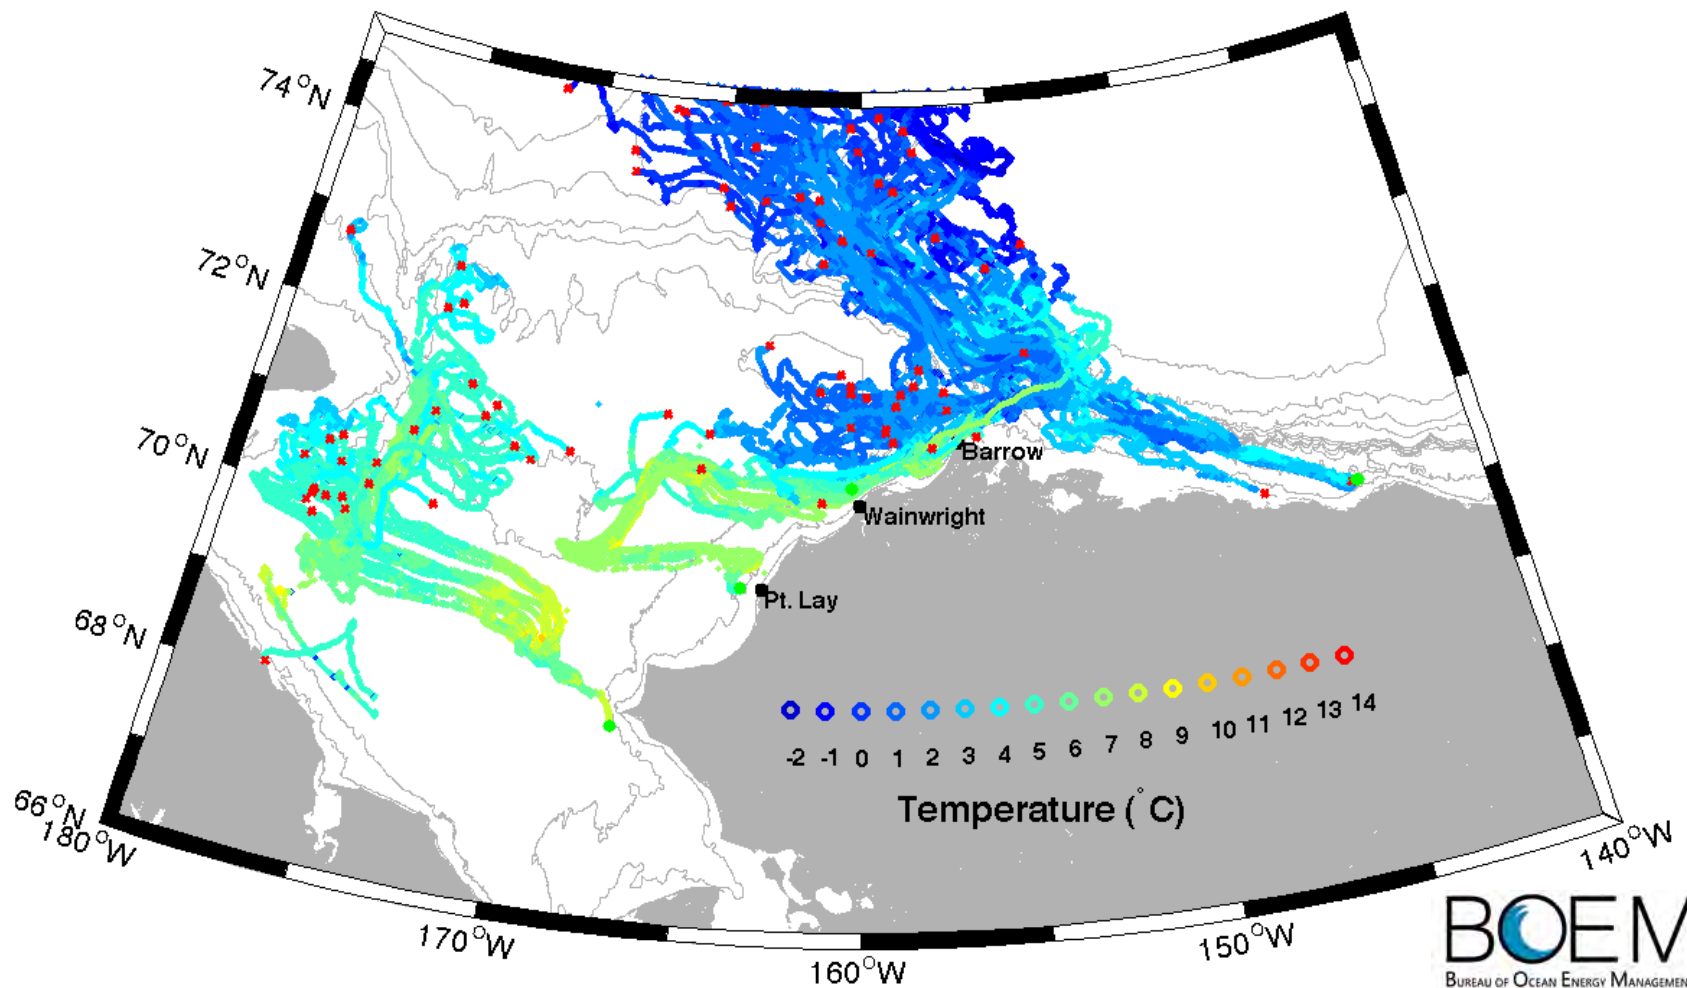 74°N
72°N
70°N
68°N
66°N
180°W
170°W
160°W
150°W
140°W
Barrow
Wainwright
Pt. Lay
-2 -1 0 1 2 3 4 5 6 7 8 9 10 11 12 13 14
Temperature (°C)
BOEM
BUREAU OF OCEAN ENERGY MANAGEMEN